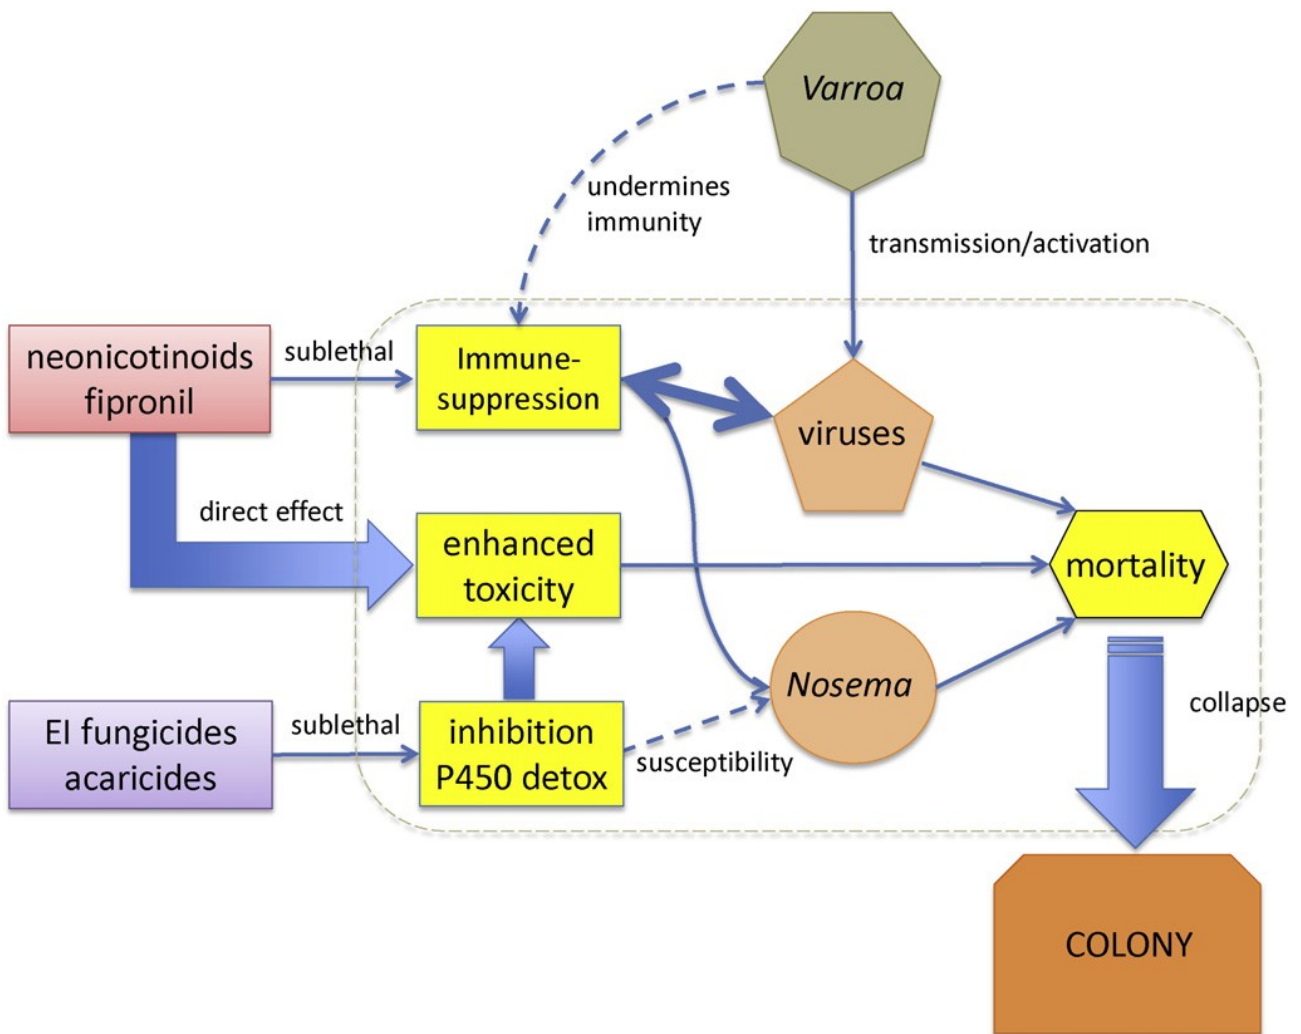 Varroa
undermines
immunity
transmission/activation
neonicotinoids
fipronil
sublethal
Immune-
suppression
viruses
direct effect
enhanced
toxicity
mortality
Nosema
EI fungicides
acaricides
sublethal
inhibition
P450 detox
susceptibility
collapse
COLONY